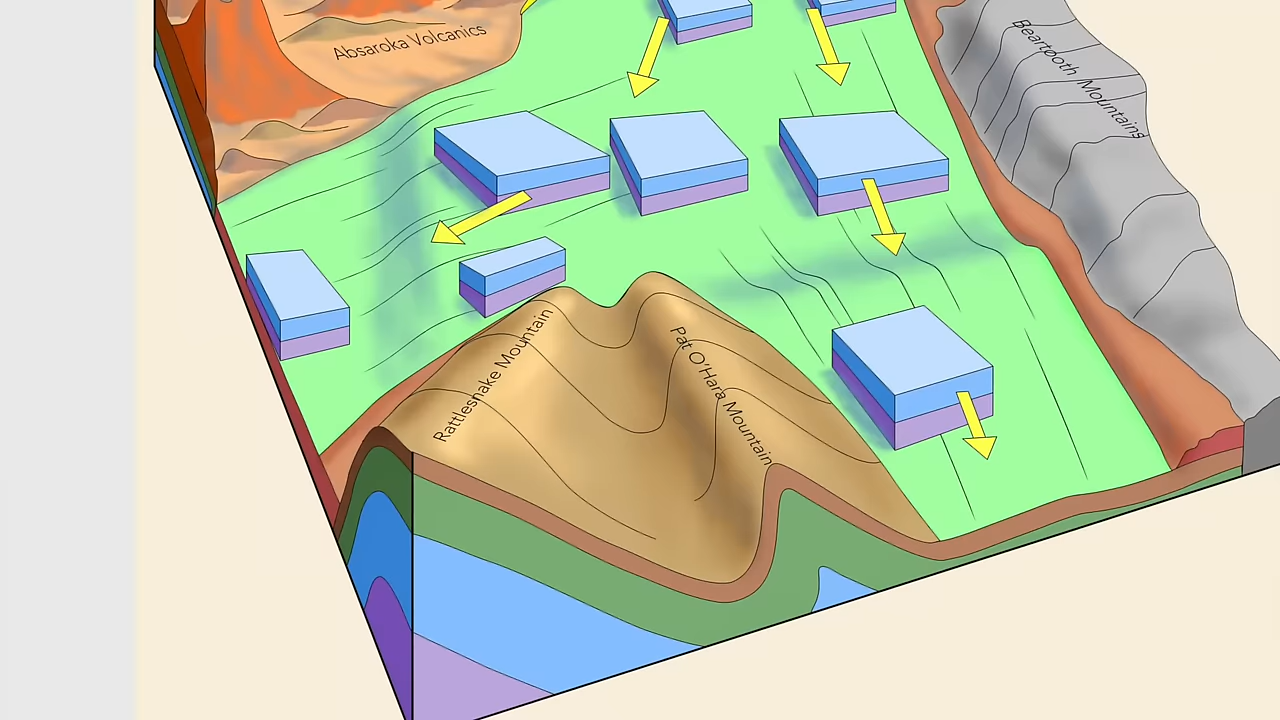 Absaroka Volcanics
Beartooth Mountains
Rattlesnake Mountain
Pat O'Hara Mountain